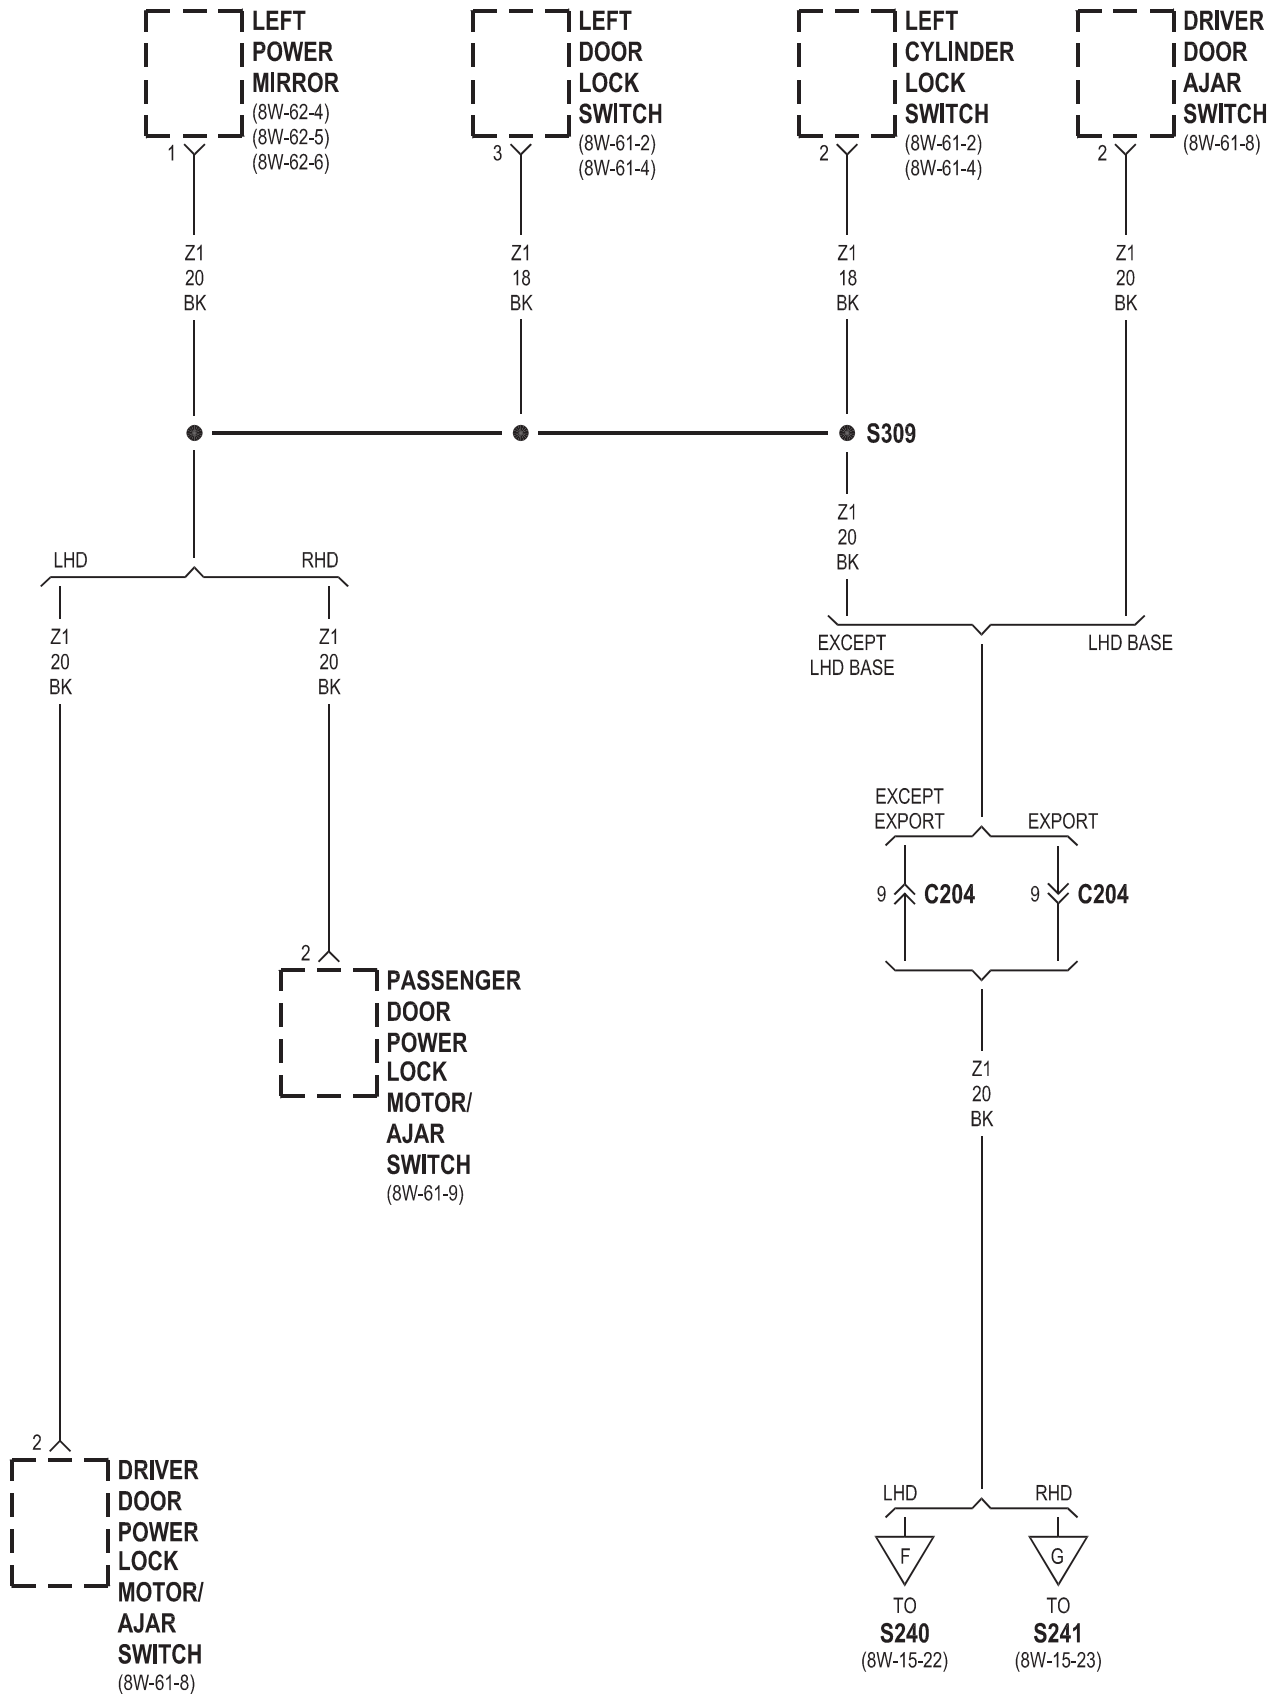 LEFT
POWER
MIRROR
(8W-62-4)
(8W-62-5)
(8W-62-6)
1
LEFT
DOOR
LOCK
SWITCH
(8W-61-2)
(8W-61-4)
3
LEFT
CYLINDER
LOCK
SWITCH
(8W-61-2)
(8W-61-4)
2
DRIVER
DOOR
AJAR
SWITCH
(8W-61-8)
2
Z1
20
BK
Z1
18
BK
Z1
18
BK
Z1
20
BK
S309
Z1
20
BK
LHD
RHD
Z1
20
BK
Z1
20
BK
EXCEPT
LHD BASE
LHD BASE
EXCEPT
EXPORT
EXPORT
9
C204
9
C204
2
PASSENGER
DOOR
POWER
LOCK
MOTOR/
AJAR
SWITCH
(8W-61-9)
Z1
20
BK
2
DRIVER
DOOR
POWER
LOCK
MOTOR/
AJAR
SWITCH
(8W-61-8)
LHD
RHD
F
G
TO
S240
(8W-15-22)
TO
S241
(8W-15-23)